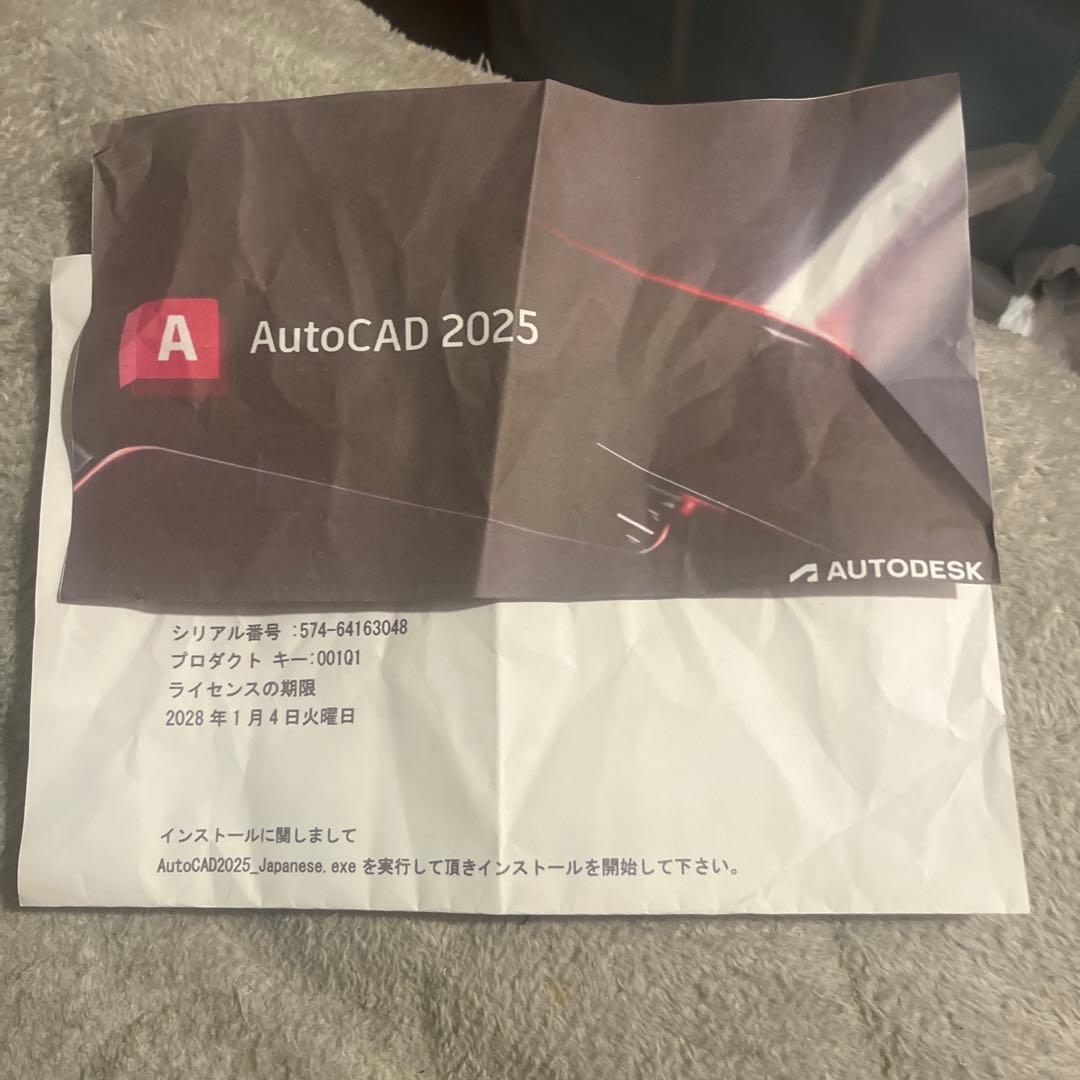 A AutoCAD 2025
AUTODESK
シリアル番号 :574-64163048
プロダクト キー:001Q1
ライセンスの期限
2028 年 1 月 4 日火曜日
インストールに関しまして
AutoCAD2025_Japanese.exe を実行して頂きインストールを開始して下さい。